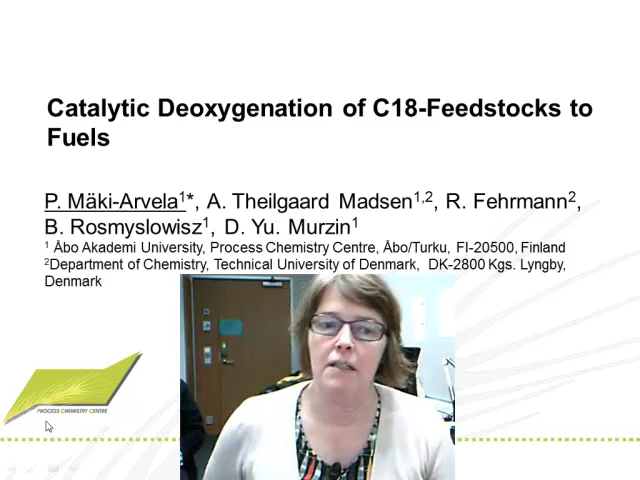 Catalytic Deoxygenation of C18-Feedstocks to
Fuels
P. Mäki-Arvela1*, A. Theilgaard Madsen1,2, R. Fehrmann2,
B. Rosmyslowisz1, D. Yu. Murzin1
1 Åbo Akademi University, Process Chemistry Centre, Åbo/Turku, FI-20500, Finland
2Department of Chemistry, Technical University of Denmark, DK-2800 Kgs. Lyngby,
Denmark
PROCESS CHEMISTRY CENTRE